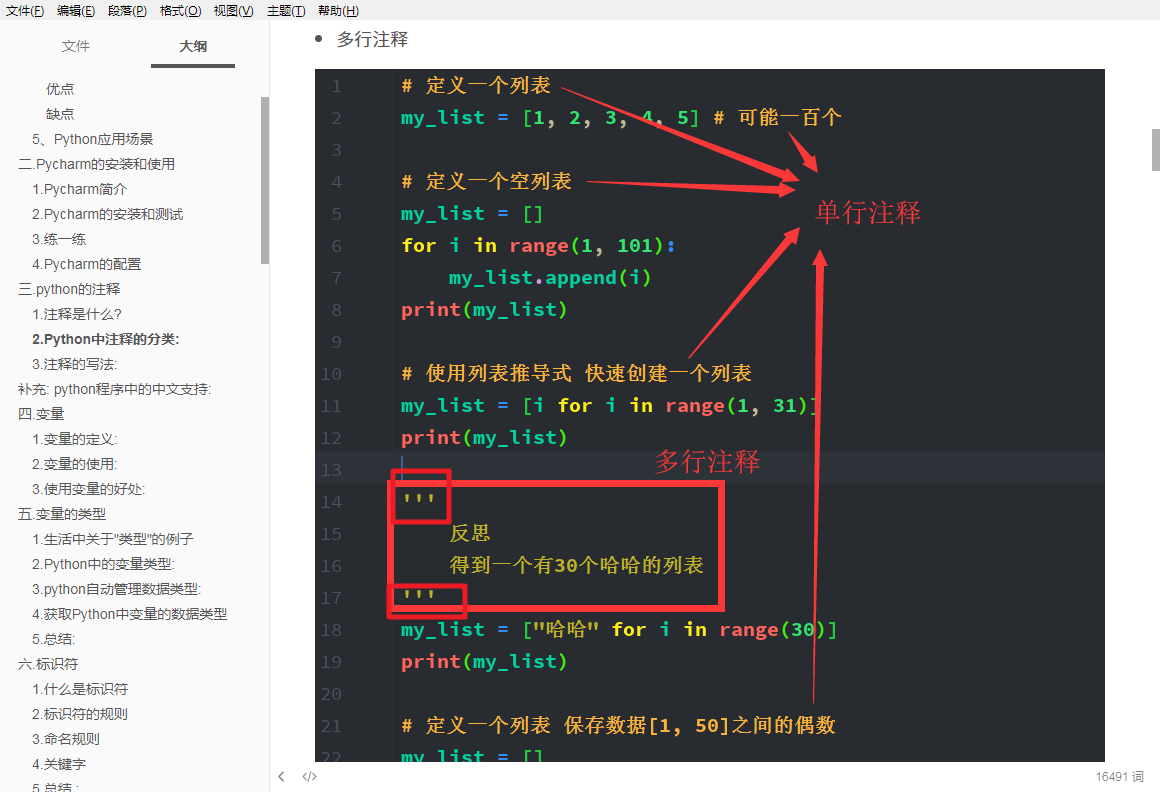 文件(F) 编辑(E) 段落(P) 格式(O) 视图(V) 主题(T) 帮助(H)
文件 大纲
优点
缺点
5、Python应用场景
二.Pycharm的安装和使用
1.Pycharm简介
2.Pycharm的安装和测试
3.练一练
4.Pycharm的配置
三.python的注释
1.注释是什么?
2.Python中注释的分类:
3.注释的写法:
补充: python程序中的中文支持:
四.变量
1.变量的定义:
2.变量的使用:
3.使用变量的好处:
五.变量的类型
1.生活中关于"类型"的例子
2.Python中的变量类型:
3.python自动管理数据类型:
4.获取Python中变量的数据类型
5.总结:
六.标识符
1.什么是标识符
2.标识符的规则
3.命名规则
4.关键字
5.总结 :
多行注释
1 # 定义一个列表
2 my_list = [1, 2, 3, 4, 5] # 可能一百个
3
4 # 定义一个空列表
5 my_list = []
6 for i in range(1, 101):
7 my_list.append(i)
8 print(my_list)
9
10 # 使用列表推导式 快速创建一个列表
11 my_list = [i for i in range(1, 31)]
12 print(my_list)
13
14 '''
15 反思
16 得到一个有30个哈哈的列表
17 '''
18 my_list = ["哈哈" for i in range(30)]
19 print(my_list)
20
21 # 定义一个列表 保存数据[1, 50]之间的偶数
22 my_list = []
单行注释
多行注释
</> 16491 词